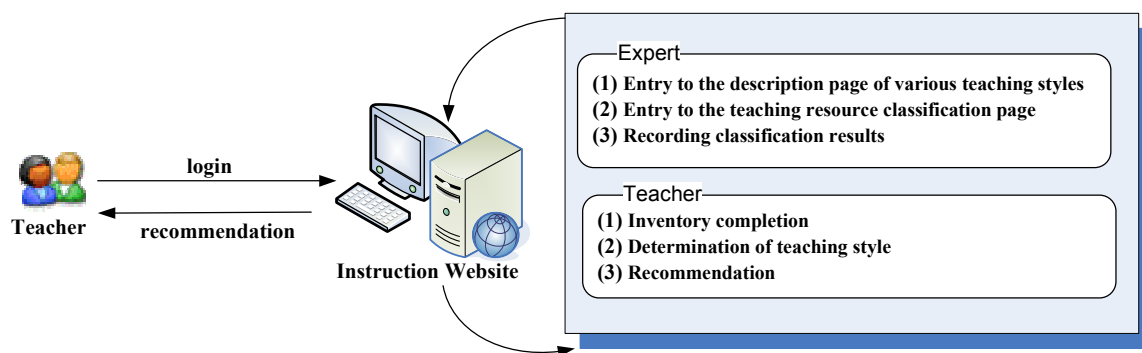 login
recommendation
Teacher
Instruction Website
Expert
(1) Entry to the description page of various teaching styles
(2) Entry to the teaching resource classification page
(3) Recording classification results
Teacher
(1) Inventory completion
(2) Determination of teaching style
(3) Recommendation